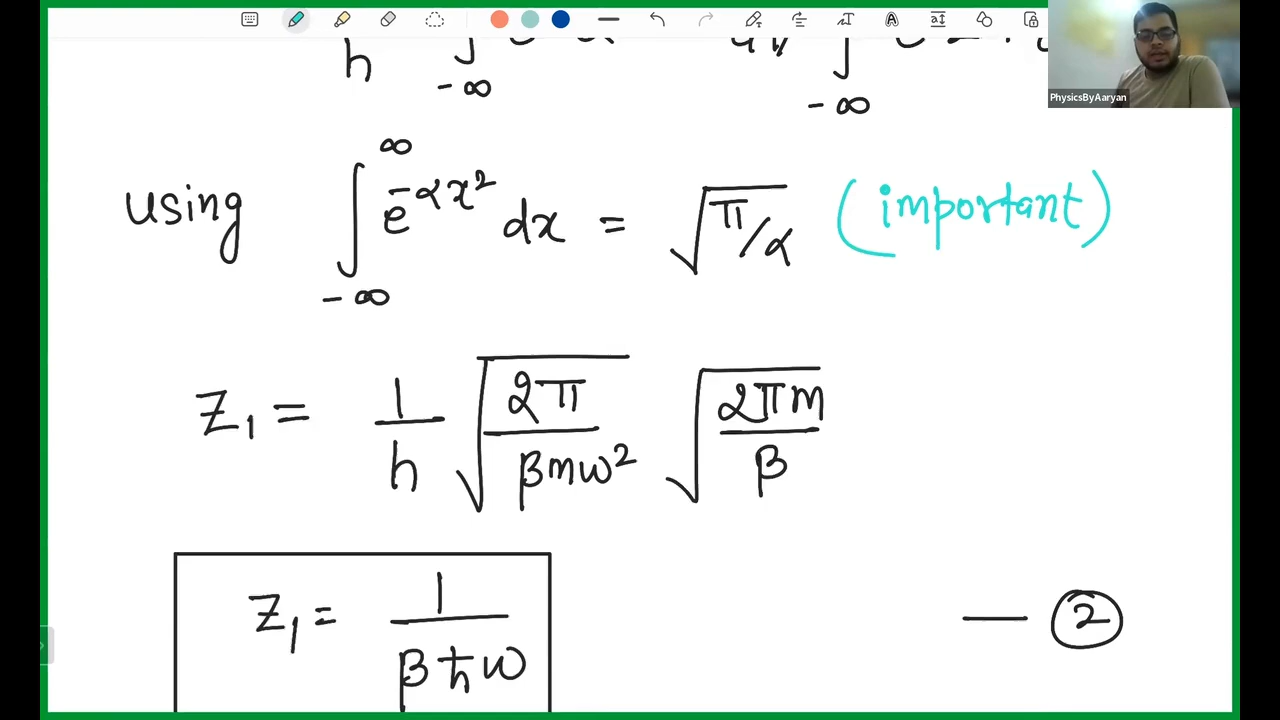 h
- ∞ - ∞
PhysicsByAaryan
using ∫_{-∞}^{∞} e^{-αx²} dx = √(π/α) (important)
Z₁ = 1/h √(2π/βmω²) √(2πm/β)
Z₁ = 1/βħω — ②